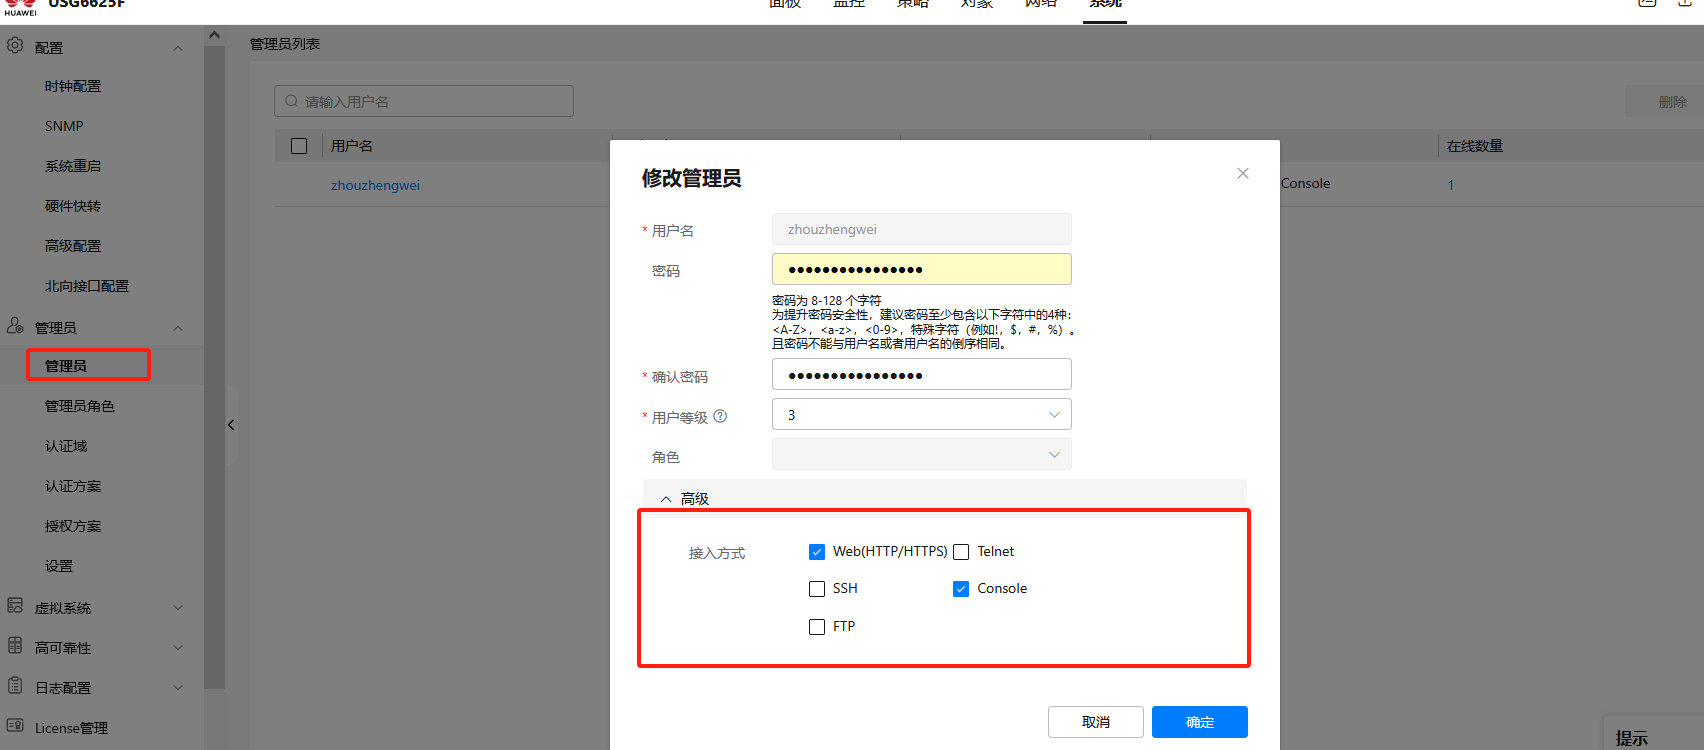 HUAWEI
USG6625F
面板
监控
策略
对象
网络
系统
配置
时钟配置
SNMP
系统重启
硬件快转
高级配置
北向接口配置
管理员
管理员
管理员角色
认证域
认证方案
授权方案
设置
虚拟系统
高可靠性
日志配置
License管理
管理员列表
请输入用户名
删除
用户名
在线数量
zhouzhengwei
Console
1
修改管理员
* 用户名
zhouzhengwei
密码
••••••••••••••••
密码为 8-128 个字符
为提升密码安全性，建议密码至少包含以下字符中的4种：
<A-Z>，<a-z>，<0-9>，特殊字符（例如!，$，#，%）。
且密码不能与用户名或者用户名的倒序相同。
* 确认密码
••••••••••••••••
* 用户等级 ?
3
角色
高级
接入方式
Web(HTTP/HTTPS)
Telnet
SSH
Console
FTP
取消
确定
提示